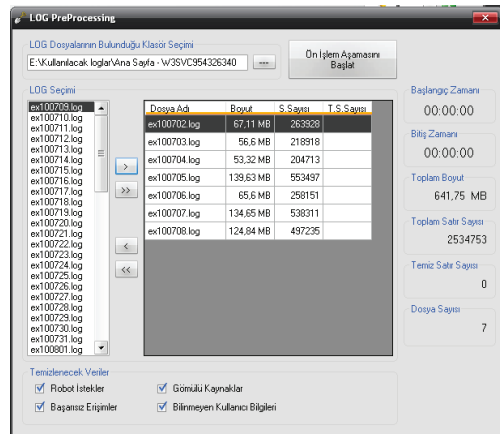 LOG PreProcessing
LOG Dosyalarının Bulunduğu Klasör Seçimi
E:\Kullanılacak loglar\Ana Sayfa - W3SVC954326340
...
Ön İşlem Aşamasını
Başlat
LOG Seçimi
ex100709.log
ex100710.log
ex100711.log
ex100712.log
ex100713.log
ex100714.log
ex100715.log
ex100716.log
ex100717.log
ex100718.log
ex100719.log
ex100720.log
ex100721.log
ex100722.log
ex100723.log
ex100724.log
ex100725.log
ex100726.log
ex100727.log
ex100728.log
ex100729.log
ex100730.log
ex100731.log
ex100801.log
>
>>
<
<<
Dosya Adı Boyut S.Sayısı T.S.Sayısı
ex100702.log 67,11 MB 263928
ex100703.log 56,6 MB 218918
ex100704.log 53,32 MB 204713
ex100705.log 139,63 MB 553497
ex100706.log 65,6 MB 258151
ex100707.log 134,65 MB 538311
ex100708.log 124,84 MB 497235
Başlangıç Zamanı
00:00:00
Bitiş Zamanı
00:00:00
Toplam Boyut
641,75 MB
Toplam Satır Sayısı
2534753
Temiz Satır Sayısı
0
Dosya Sayısı
7
Temizlenecek Veriler
Robot İstekler
Gömülü Kaynaklar
Başarısız Erişimler
Bilinmeyen Kullanıcı Bilgileri